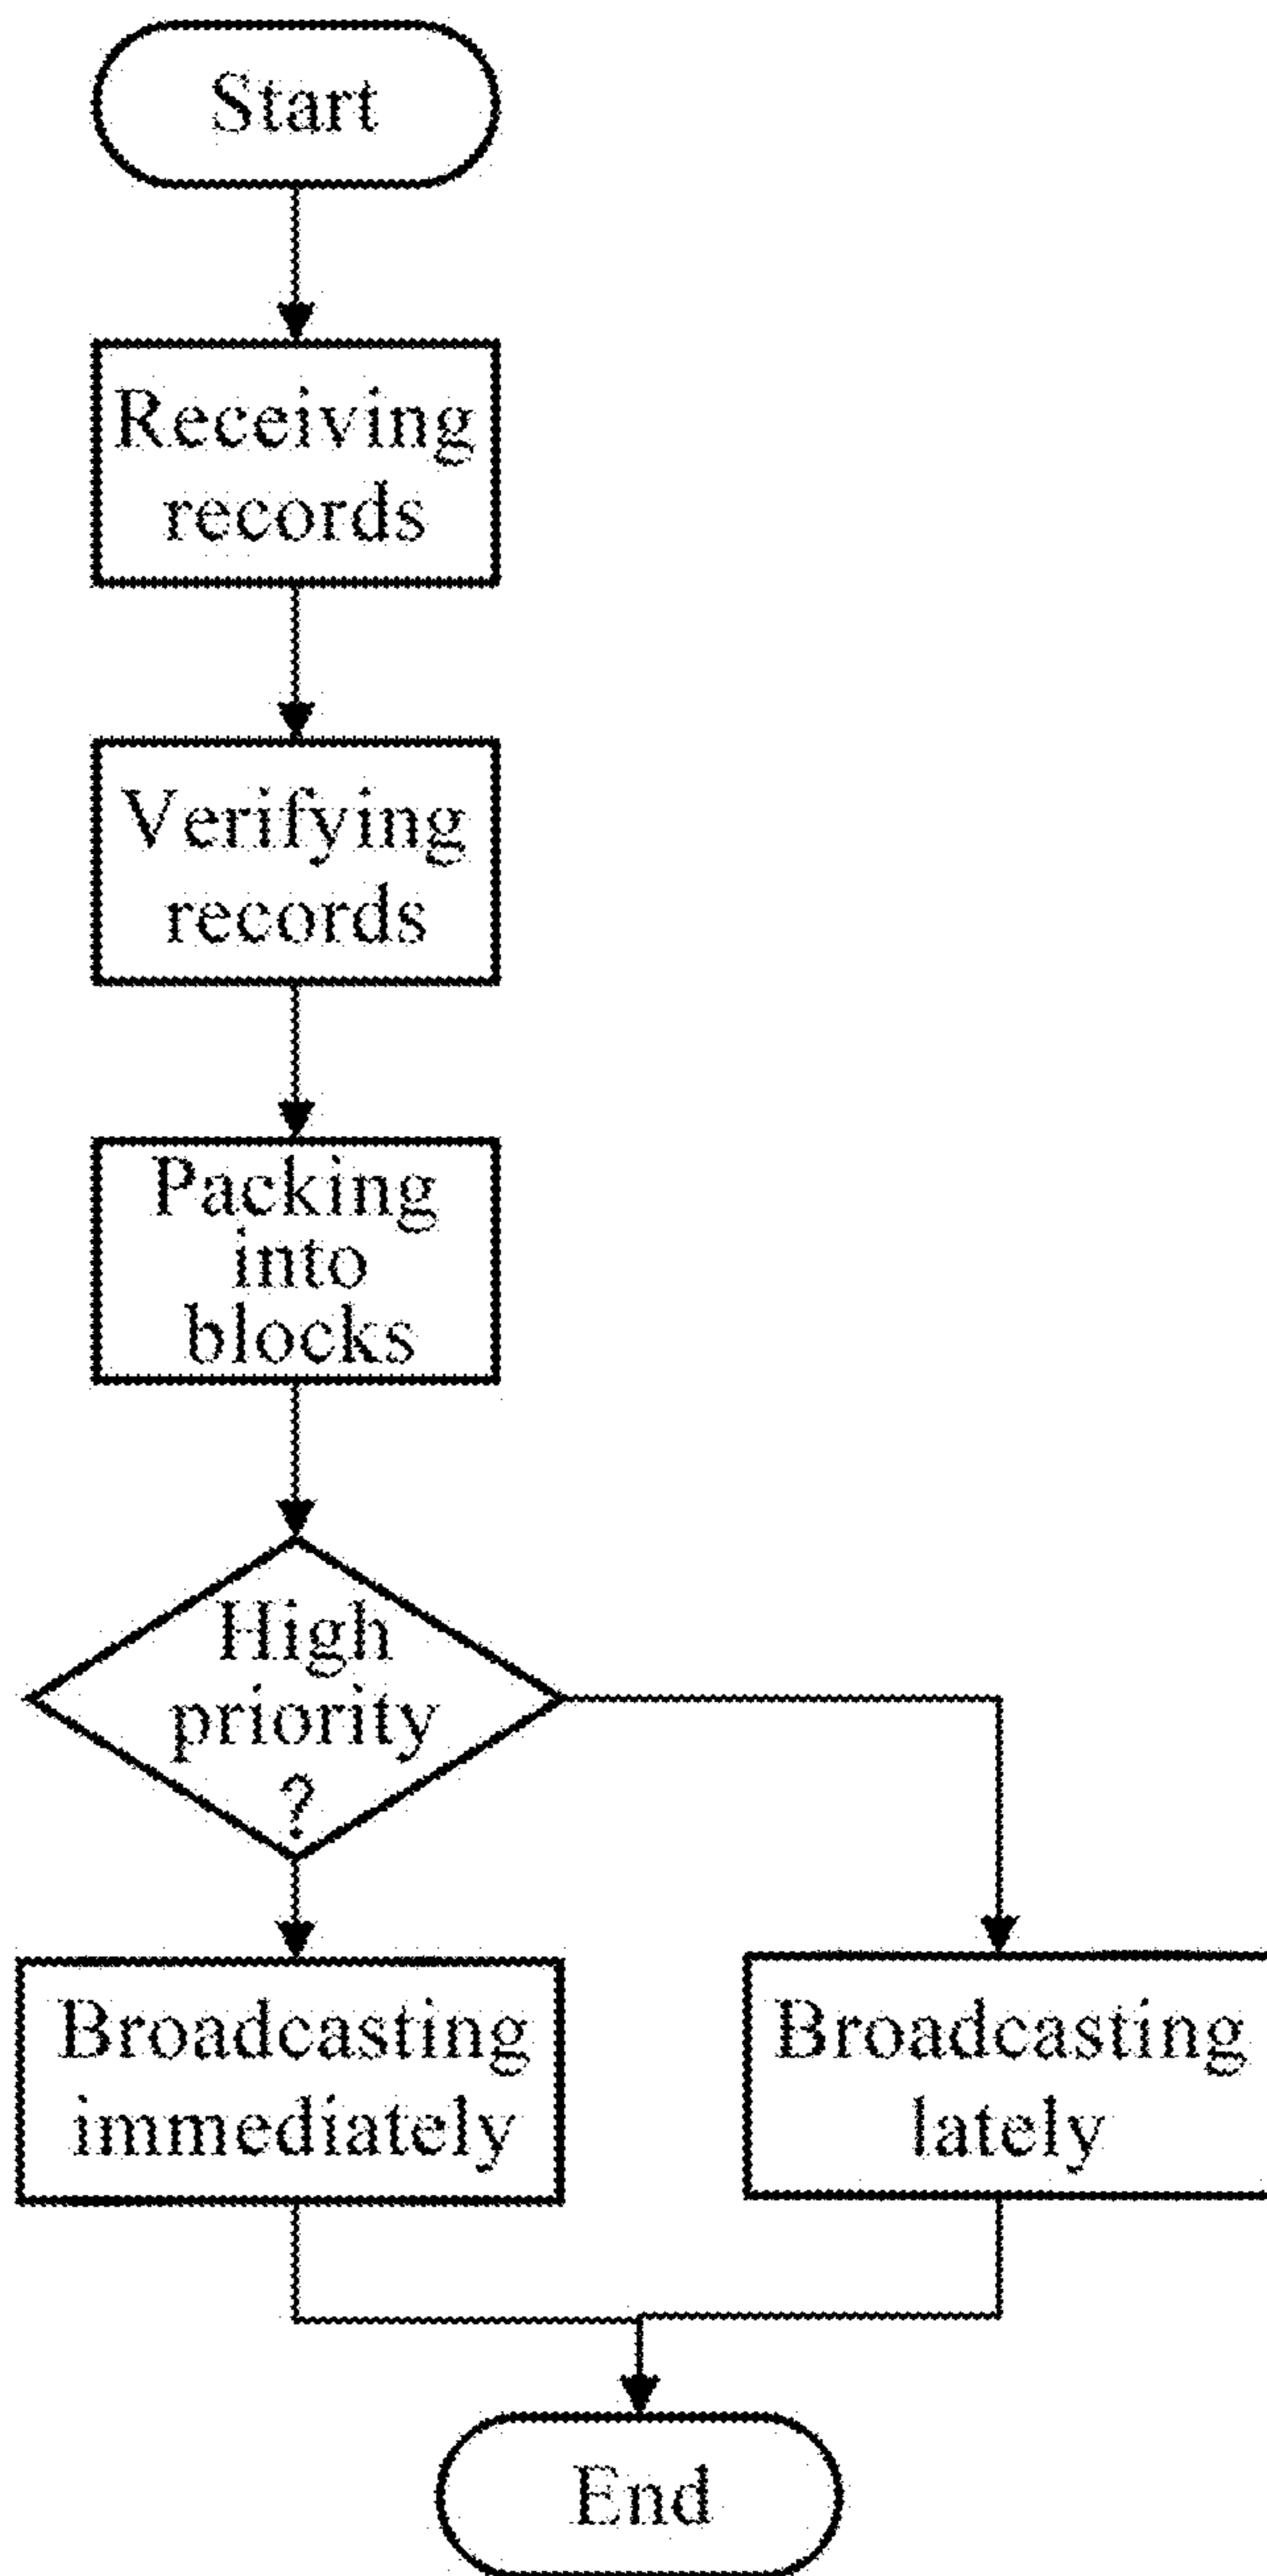 Start
Receiving
records
Verifying
records
Packing
into
blocks
High
priority
?
Broadcasting
immediately
Broadcasting
lately
End